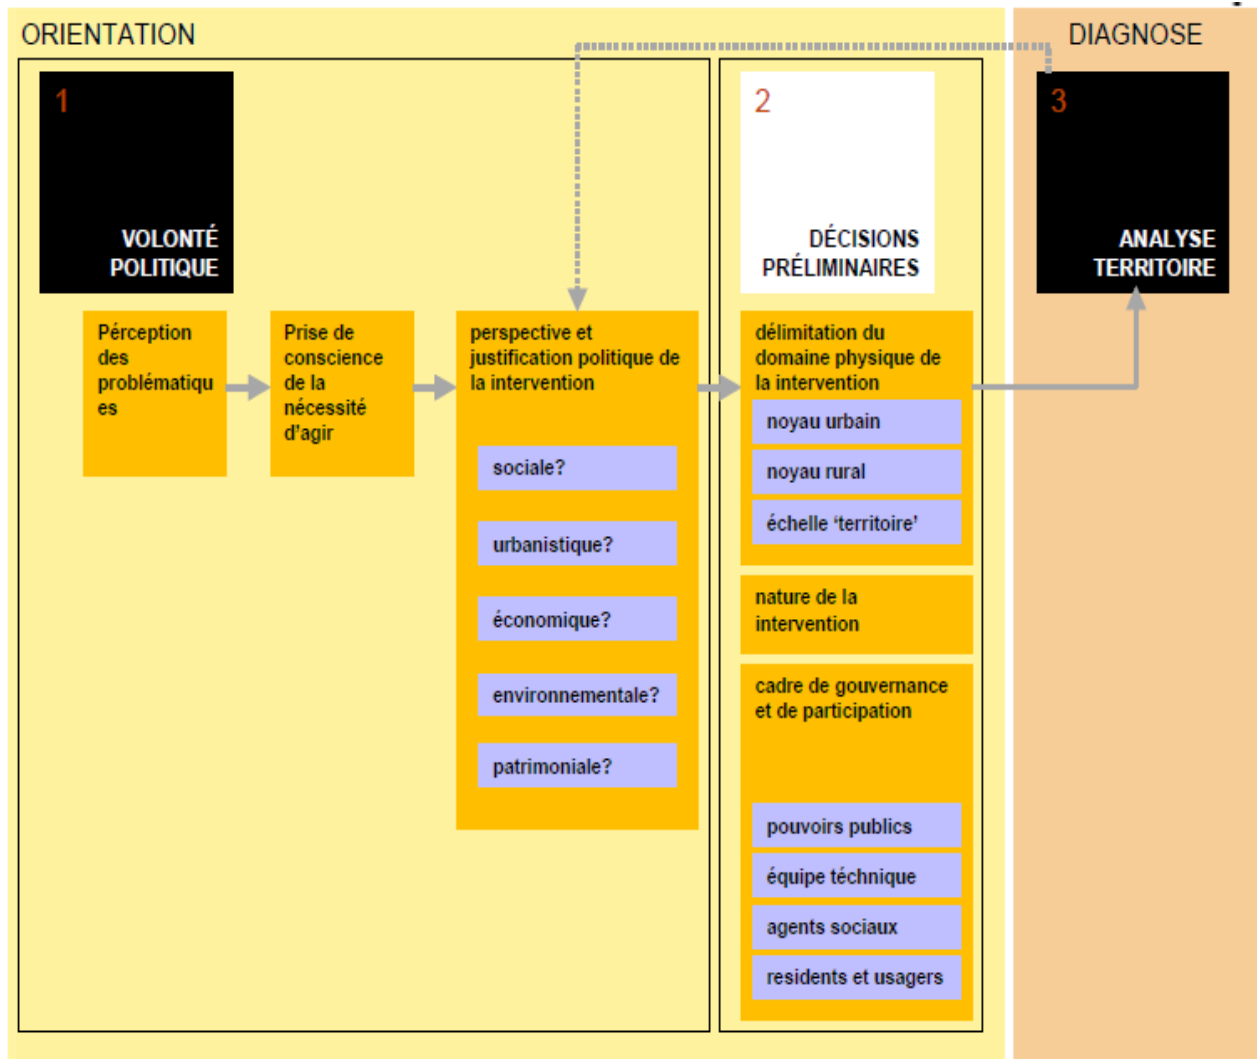 ORIENTATION
DIAGNOSE
1
VOLONTÉ
POLITIQUE
2
DÉCISIONS
PRÉLIMINAIRES
3
ANALYSE
TERRITOIRE
Pérception
des
problématiqu
es
Prise de
conscience
de la
nécessité
d'agir
perspective et
justification politique de
la intervention
sociale?
urbanistique?
économique?
environnementale?
patrimoniale?
délimitation du
domaine physique de
la intervention
noyau urbain
noyau rural
échelle ‘territoire’
nature de la
intervention
cadre de gouvernance
et de participation
pouvoirs publics
équipe téchnique
agents sociaux
residents et usagers